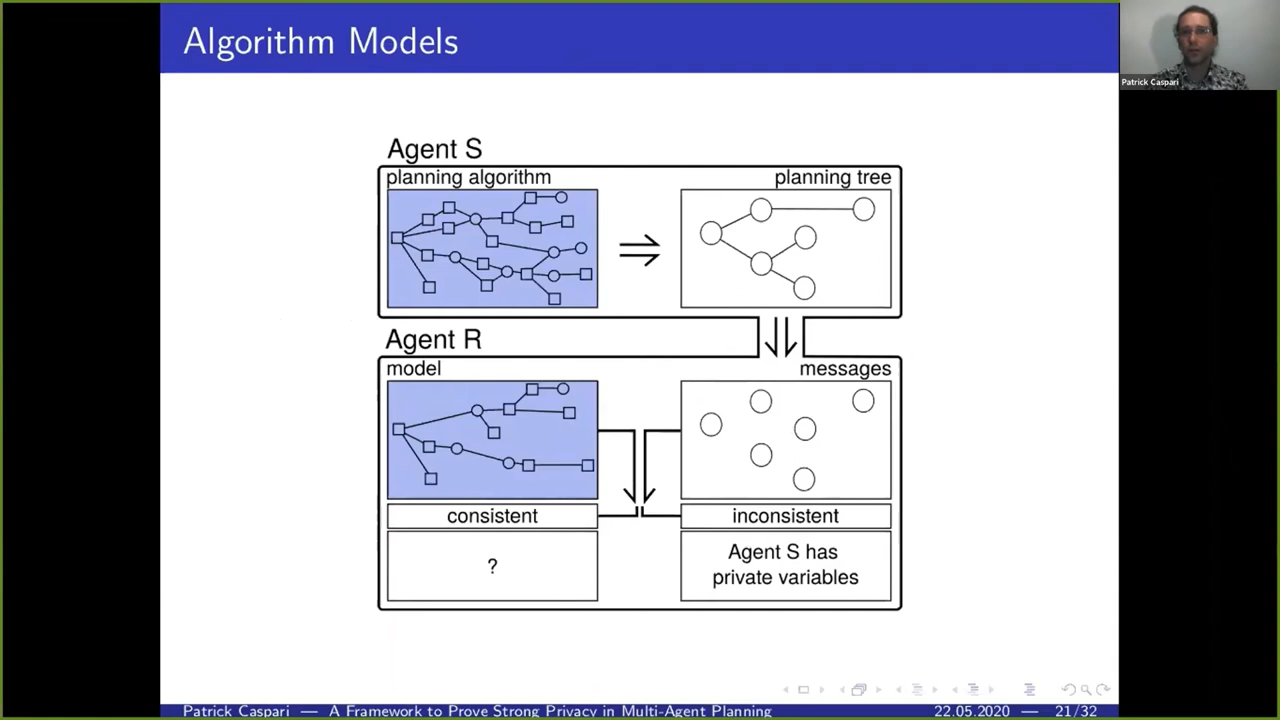 Algorithm Models
Patrick Caspari
Agent S
planning algorithm
planning tree
Agent R
model
messages
consistent
inconsistent
?
Agent S has
private variables
Patrick Caspari — A Framework to Prove Strong Privacy in Multi-Agent Planning
22.05.2020 — 21/32